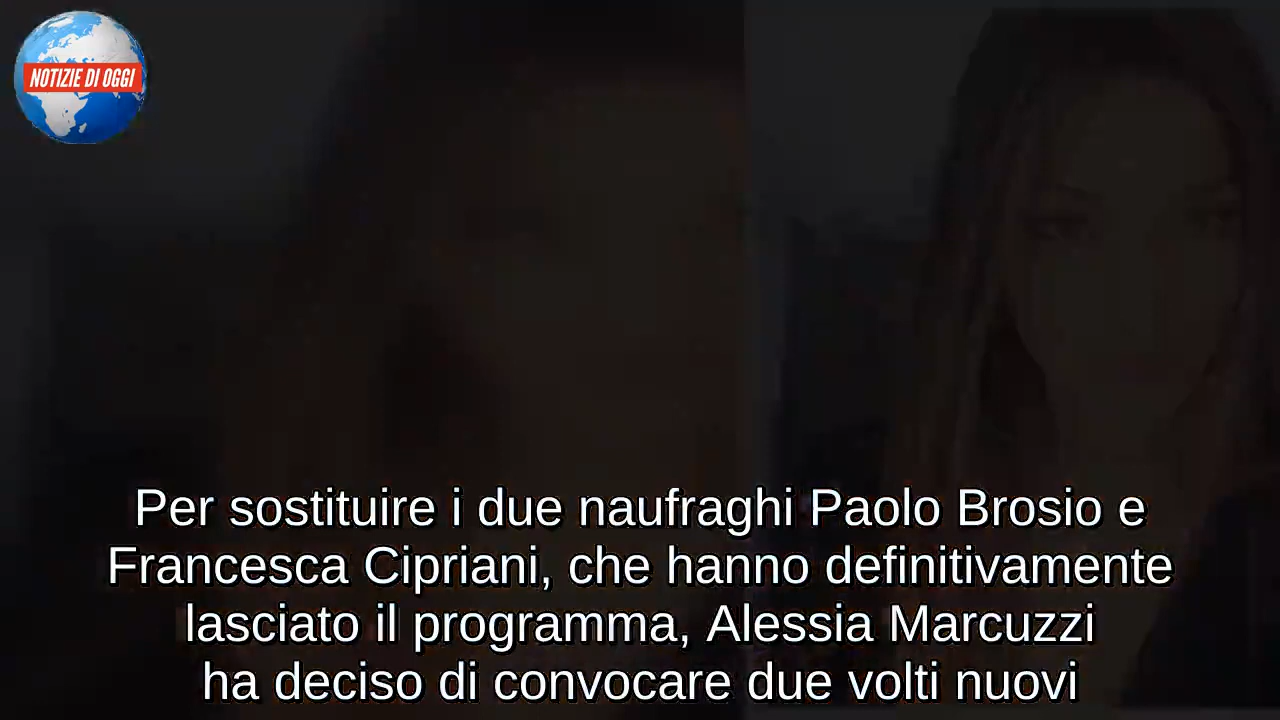 NOTIZIE DI OGGI
Per sostituire i due naufraghi Paolo Brosio e
Francesca Cipriani, che hanno definitivamente
lasciato il programma, Alessia Marcuzzi
ha deciso di convocare due volti nuovi